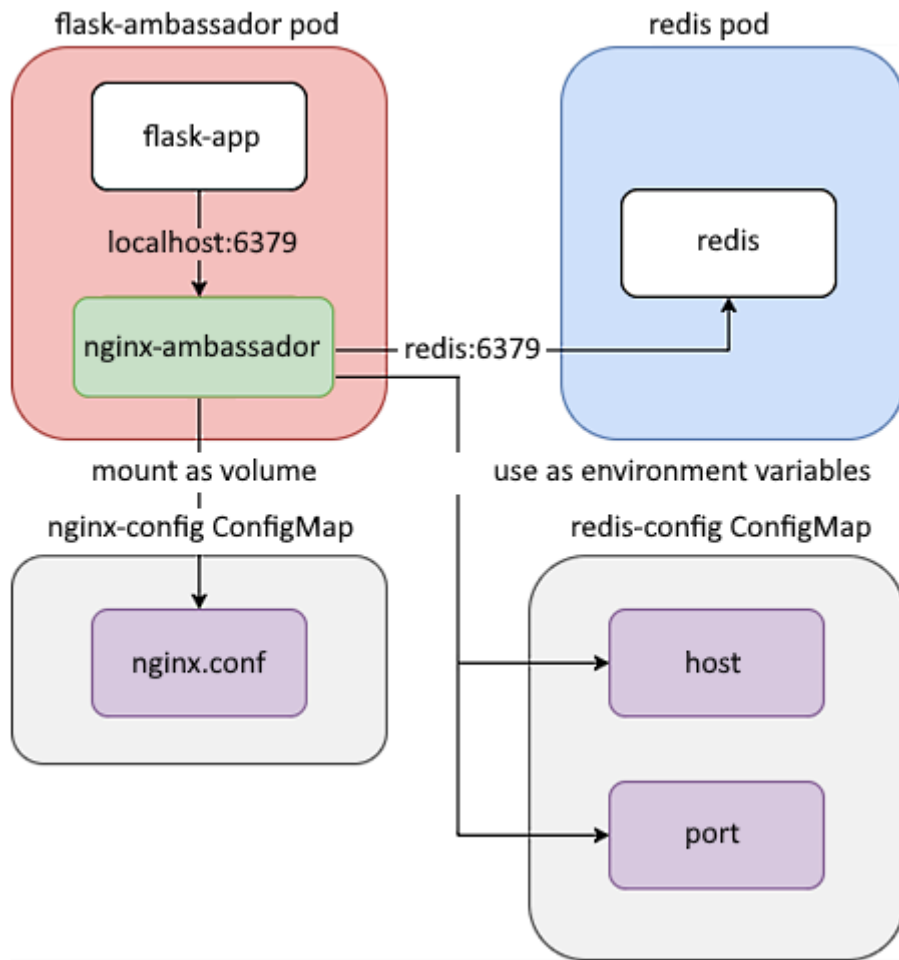 flask-ambassador pod
redis pod
flask-app
localhost:6379
redis
nginx-ambassador
redis:6379
mount as volume
use as environment variables
nginx-config ConfigMap
redis-config ConfigMap
nginx.conf
host
port